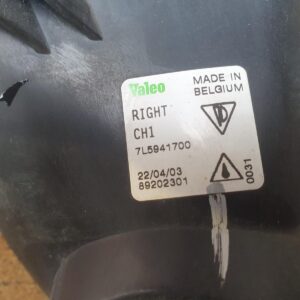 Valeo
MADE IN
BELGIUM
RIGHT
CH1
7L5941700
22/04/03
89202301
0031